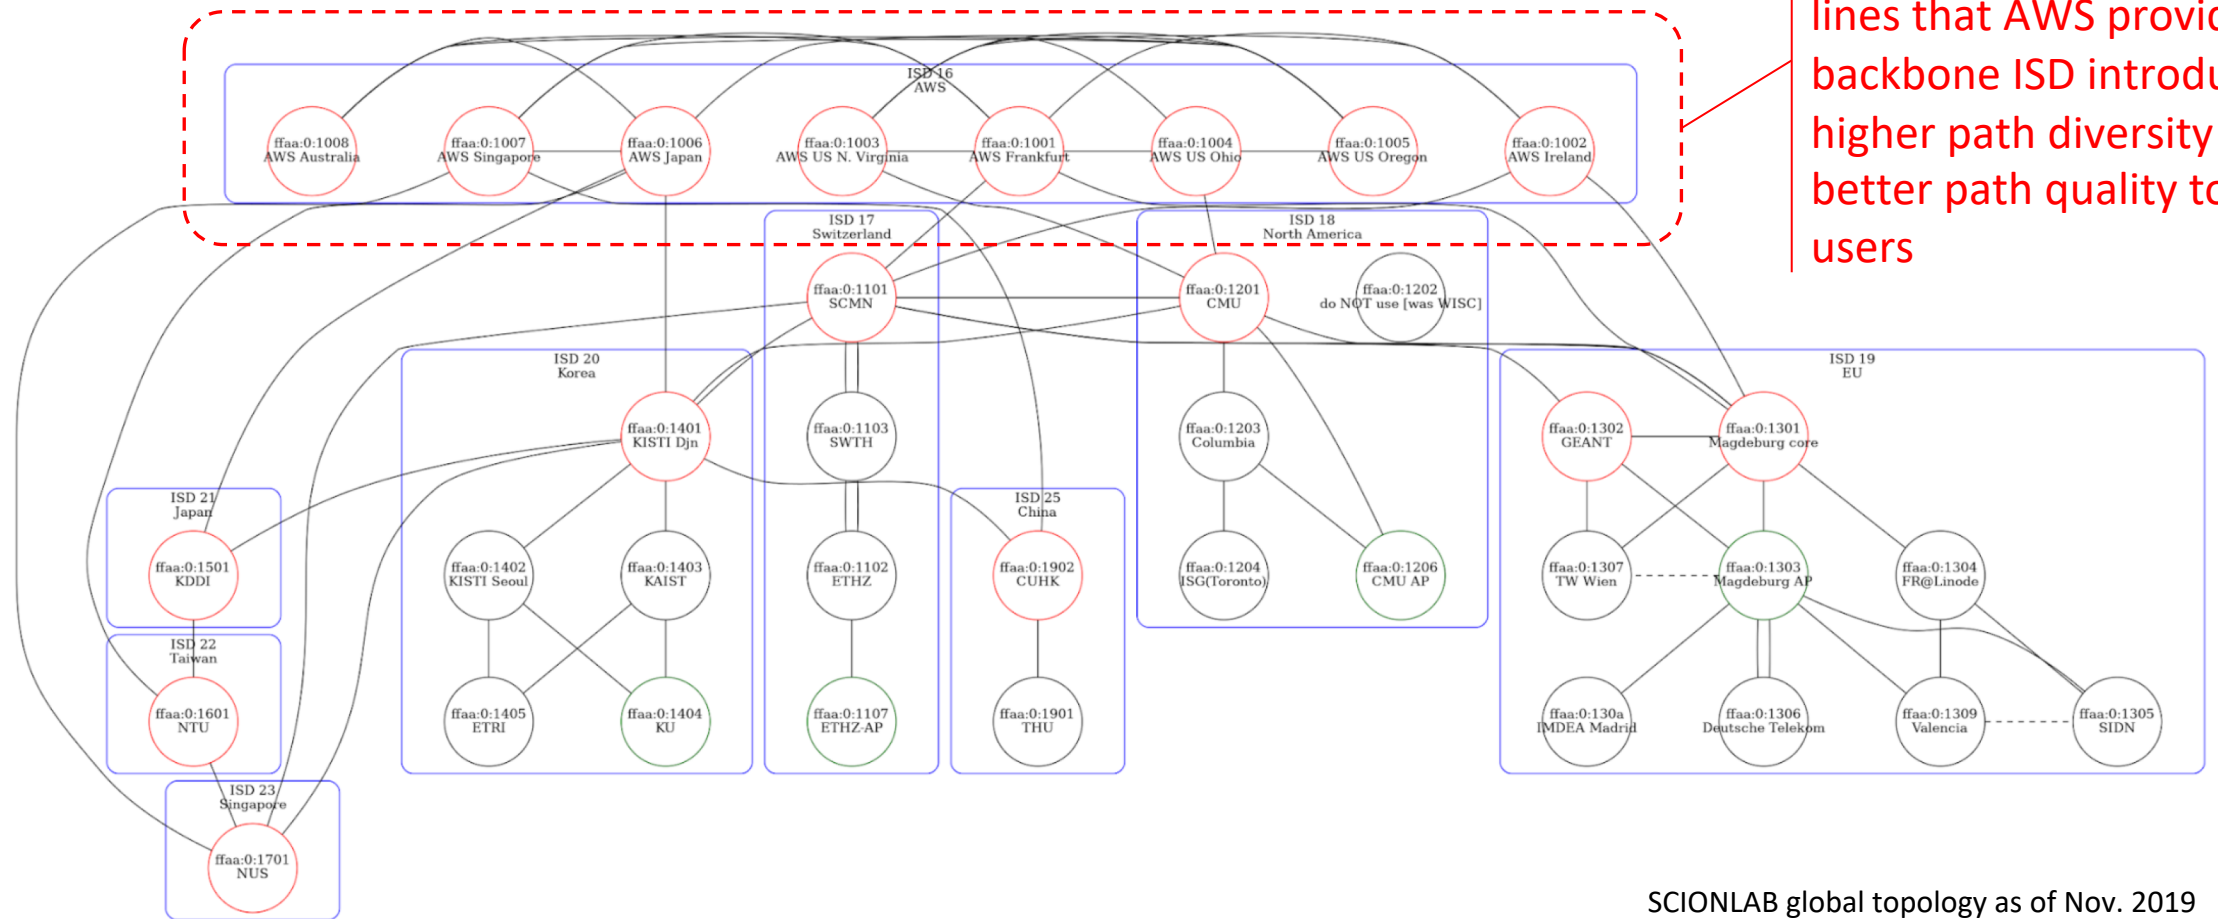 lines that AWS
backbone ISD
higher path diversity
better path quality
users
ISD 16
AWS
ffaa:0:1008
AWS Australia
ffaa:0:1007
AWS Singapore
ffaa:0:1006
AWS Japan
ffaa:0:1003
AWS US N. Virginia
ffaa:0:1001
AWS Frankfurt
ffaa:0:1004
AWS US Ohio
ffaa:0:1005
AWS US Oregon
ffaa:0:1002
AWS Ireland
ISD 17
Switzerland
ffaa:0:1101
SCMN
ffaa:0:1103
SWTH
ffaa:0:1102
ETHZ
ffaa:0:1107
ETHZ-AP
ISD 18
North America
ffaa:0:1201
CMU
ffaa:0:1202
do NOT use [was WISC]
ffaa:0:1203
Columbia
ffaa:0:1204
ISG(Toronto)
ffaa:0:1206
CMU AP
ISD 20
Korea
ffaa:0:1401
KISTI Djn
ffaa:0:1402
KISTI Seoul
ffaa:0:1403
KAIST
ffaa:0:1405
ETRI
ffaa:0:1404
KU
ISD 19
EU
ffaa:0:1302
GEANT
ffaa:0:1301
Magdeburg core
ffaa:0:1307
TW Wien
ffaa:0:1303
Magdeburg AP
ffaa:0:1304
FR@Linode
ffaa:0:130a
IMDEA Madrid
ffaa:0:1306
Deutsche Telekom
ffaa:0:1309
Valencia
ffaa:0:1305
SIDN
ISD 21
Japan
ffaa:0:1501
KDDI
ISD 22
Taiwan
ffaa:0:1601
NTU
ISD 23
Singapore
ffaa:0:1701
NUS
ISD 25
China
ffaa:0:1902
CUHK
ffaa:0:1901
THU
SCIONLAB global topology as of Nov. 2019